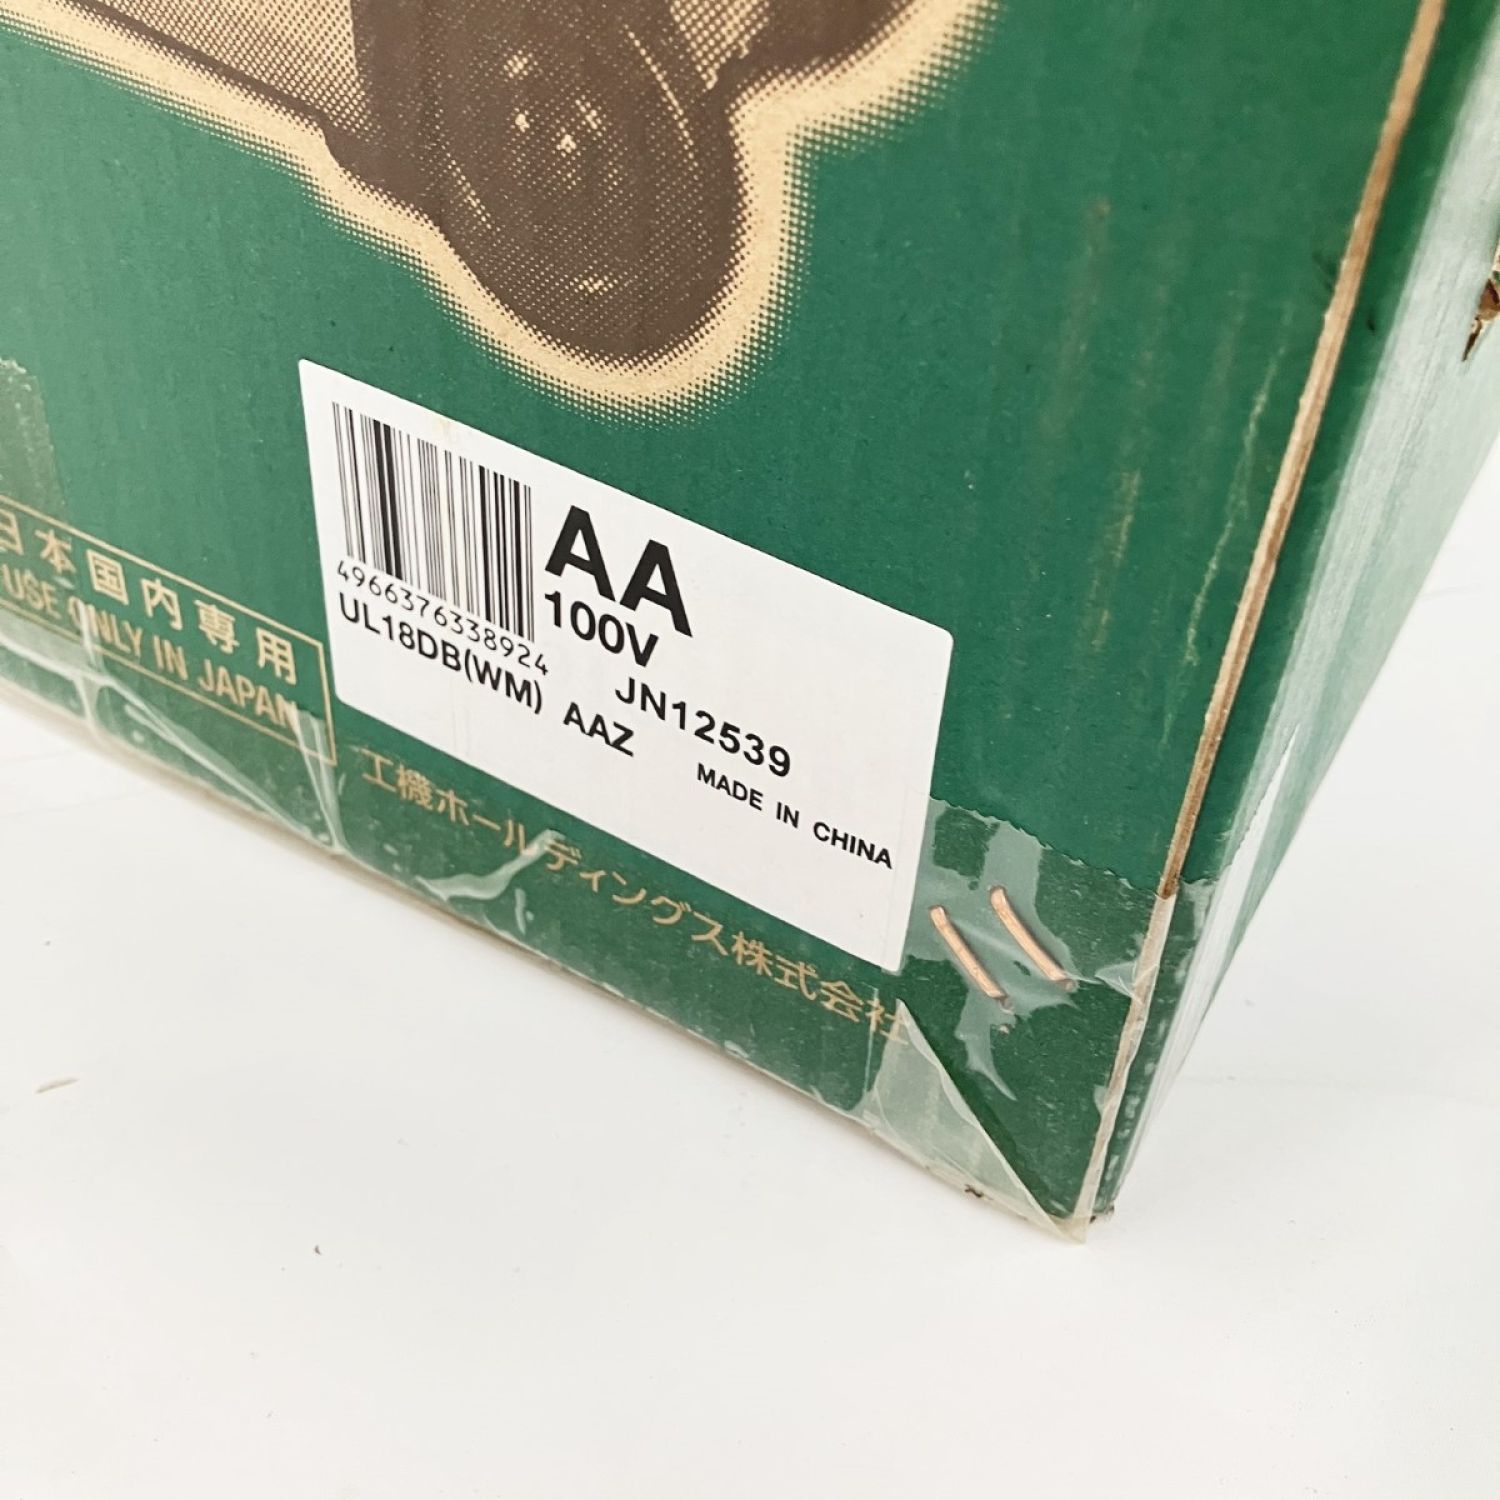 AA
100V
4966376338924
JN12539
UL18DB(WM) AAZ
MADE IN CHINA
日本国内専用
USE ONLY IN JAPAN
工機ホールディングス株式会社